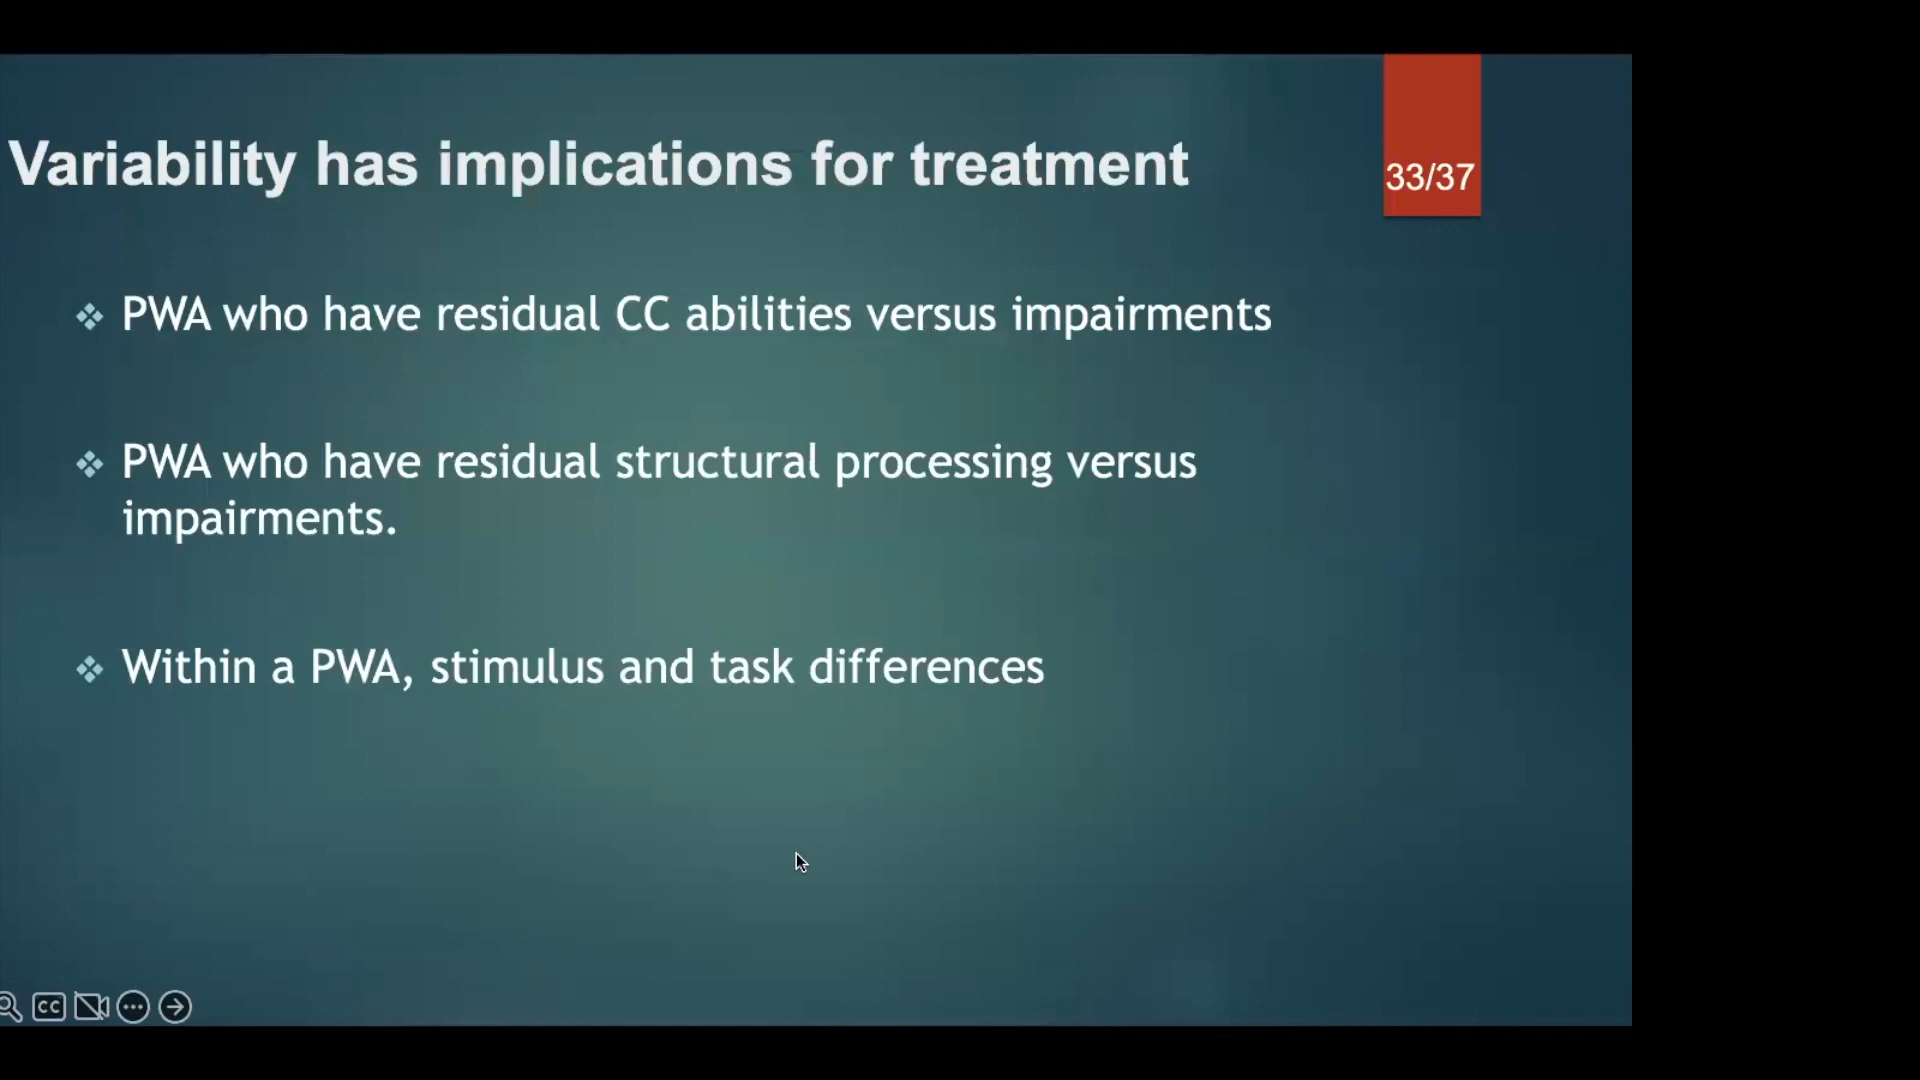 Variability has implications for treatment
33/37
PWA who have residual CC abilities versus impairments
PWA who have residual structural processing versus
impairments.
Within a PWA, stimulus and task differences
CC